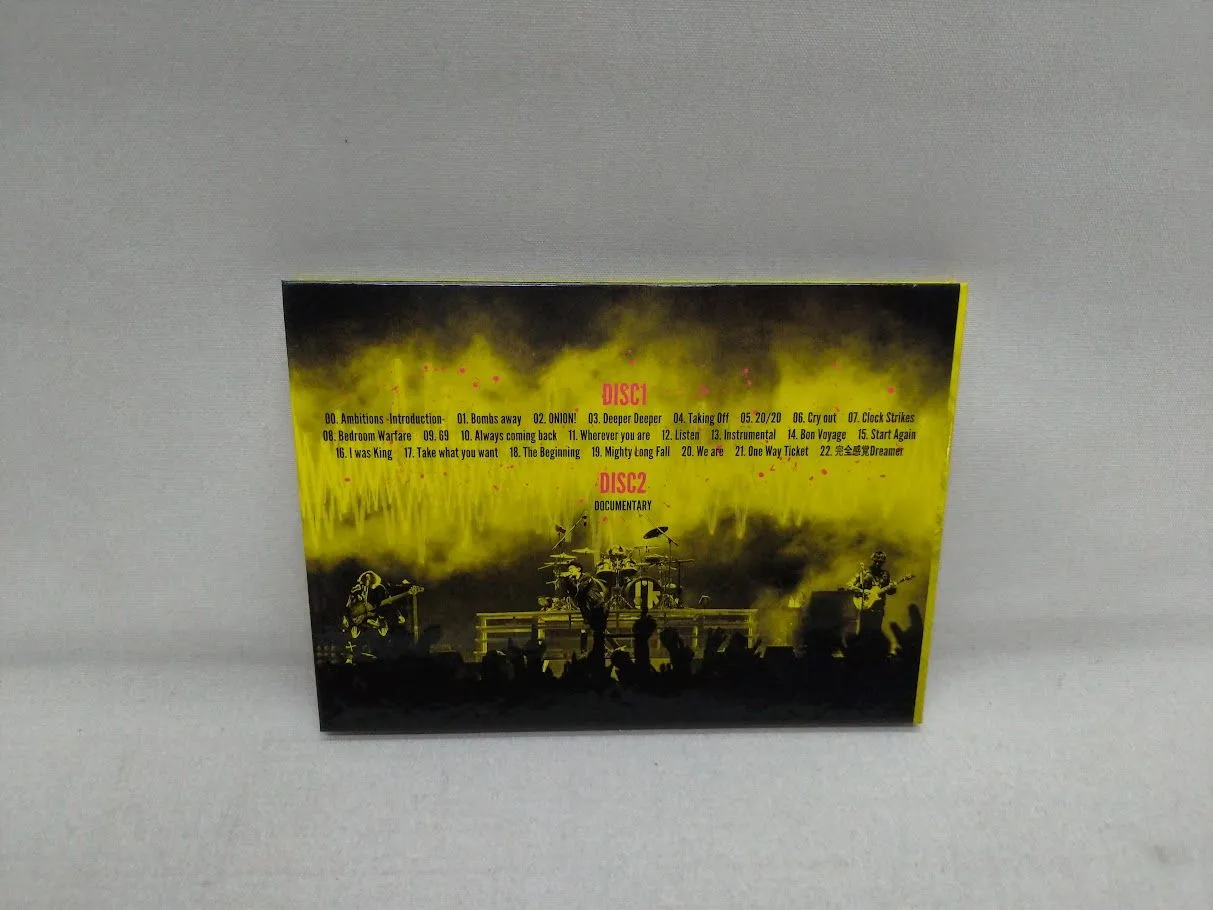 DISC1
00. Ambitions -Introduction- 01. Bombs away 02. ONION! 03. Deeper Deeper 04. Taking Off 05. 20/20 06. Cry out 07. Clock Strikes
08. Bedroom Warfare 09. 69 10. Always coming back 11. Wherever you are 12. Listen 13. Instrumental 14. Bon Voyage 15. Start Again
16. I was King 17. Take what you want 18. The Beginning 19. Mighty Long Fall 20. We are 21. One Way Ticket 22. 完全感覚Dreamer
DISC2
DOCUMENTARY